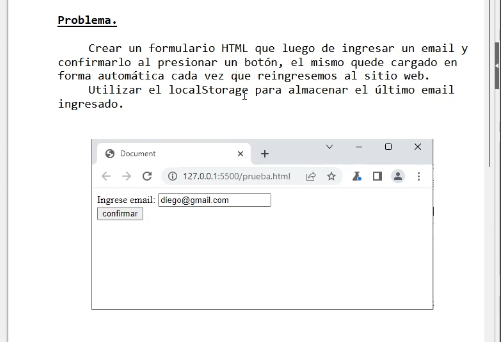 Problema.
Crear un formulario HTML que luego de ingresar un email y
confirmarlo al presionar un botón, el mismo quede cargado en
forma automática cada vez que reingresemos al sitio web.
Utilizar el localStorage para almacenar el último email
ingresado.
Document
127.0.0.1:5500/prueba.html
Ingrese email: diego@gmail.com
confirmar